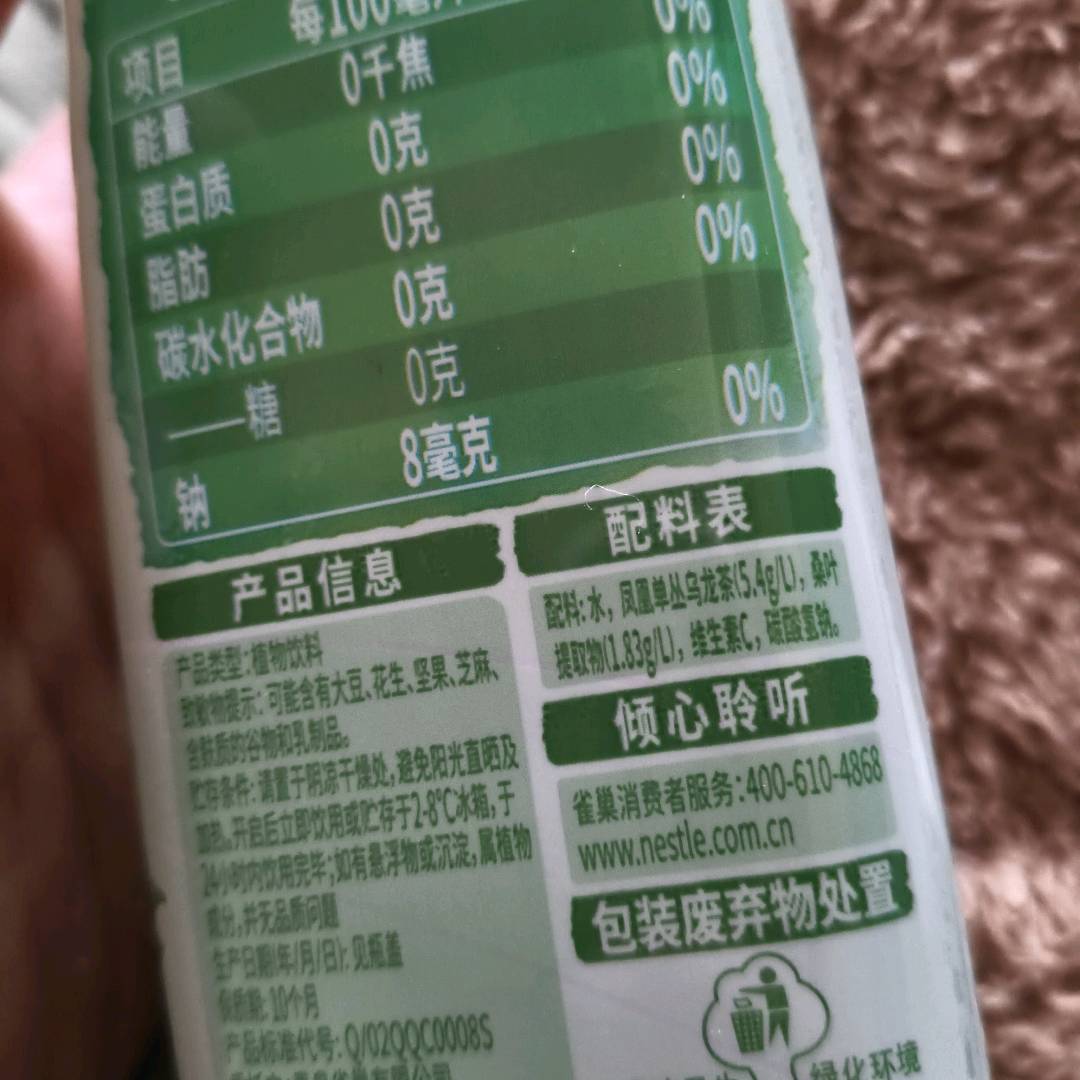 每100毫升
项目 0千焦 0%
能量 0克 0%
蛋白质 0克 0%
脂肪 0克 0%
碳水化合物 0克
——糖 8毫克 0%
钠
产品信息
产品类型:植物饮料
致敏物提示:可能含有大豆、花生、坚果、芝麻、
含麸质的谷物和乳制品。
贮存条件:请置于阴凉干燥处,避免阳光直晒及
加热。开启后立即饮用或贮存于2-8℃冰箱,于
24小时内饮用完毕;如有悬浮物或沉淀,属植物
成分,并无品质问题
生产日期(年/月/日):见瓶盖
保质期:10个月
产品标准代号:Q/02QQC0008S
配料表
配料:水,凤凰单丛乌龙茶(5.4g/L),桑叶
提取物(1.83g/L),维生素C,碳酸氢钠。
倾心聆听
雀巢消费者服务:400-610-4868
www.nestle.com.cn
包装废弃物处置
绿化环境